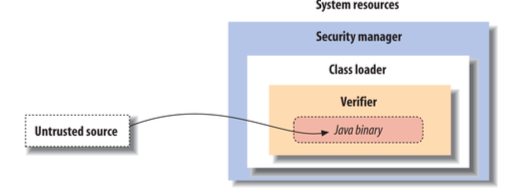 System resources
Security manager
Class loader
Verifier
Untrusted source
Java binary